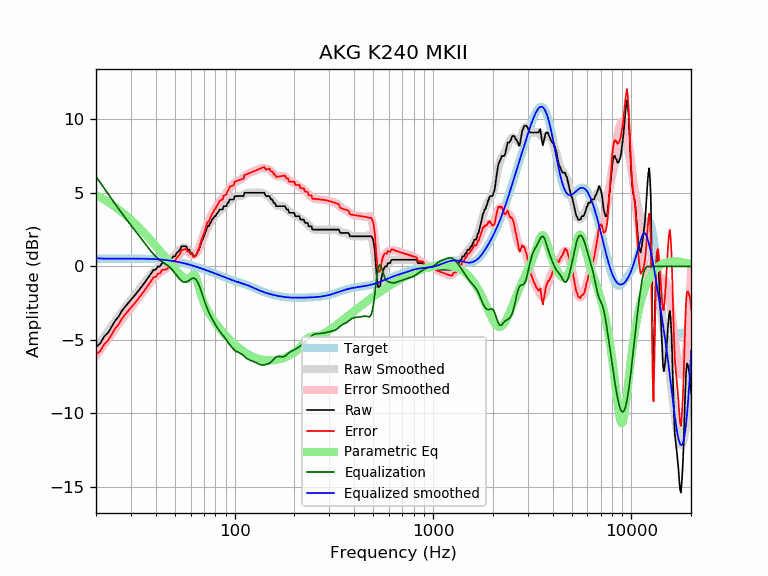 AKG K240 MKII
Amplitude (dBr)
10
5
0
−5
−10
−15
Target
Raw Smoothed
Error Smoothed
Raw
Error
Parametric Eq
Equalization
Equalized smoothed
100
1000
10000
Frequency (Hz)